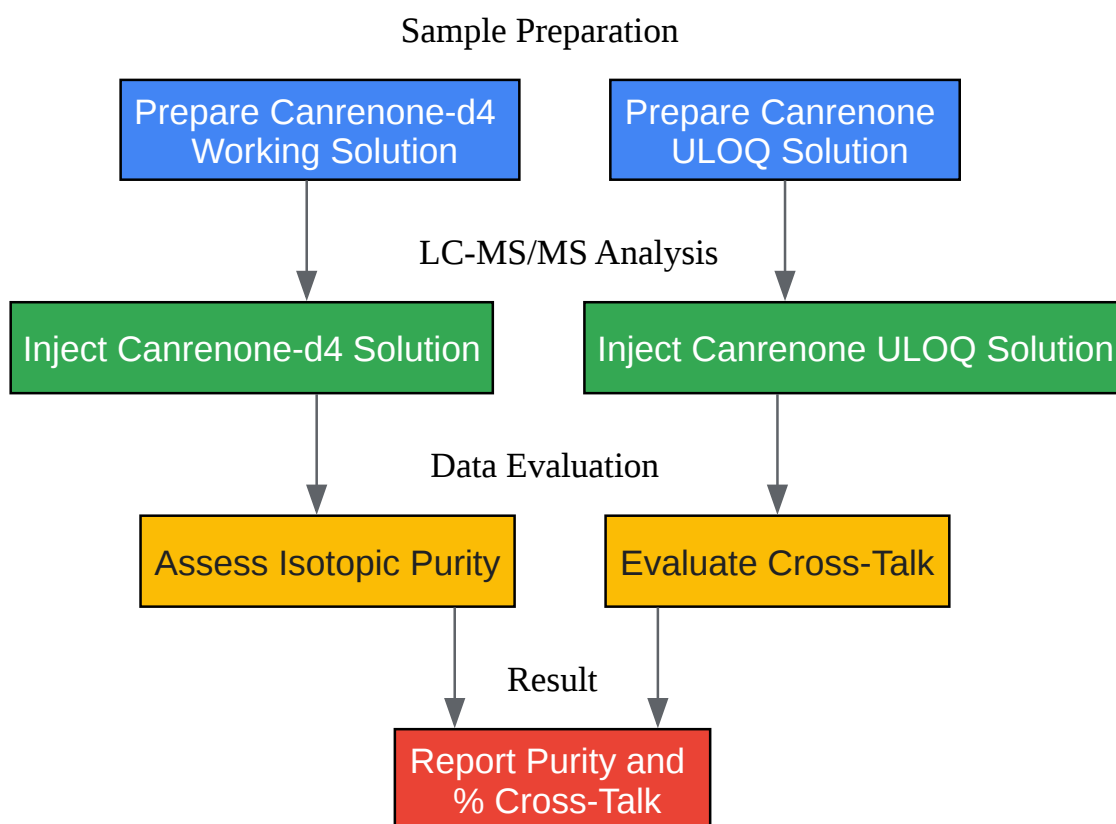 Sample Preparation
Prepare Canrenone-d4
Working Solution
Prepare Canrenone
ULOQ Solution
LC-MS/MS Analysis
Inject Canrenone-d4 Solution
Inject Canrenone ULOQ Solution
Data Evaluation
Assess Isotopic Purity
Evaluate Cross-Talk
Result
Report Purity and
% Cross-Talk